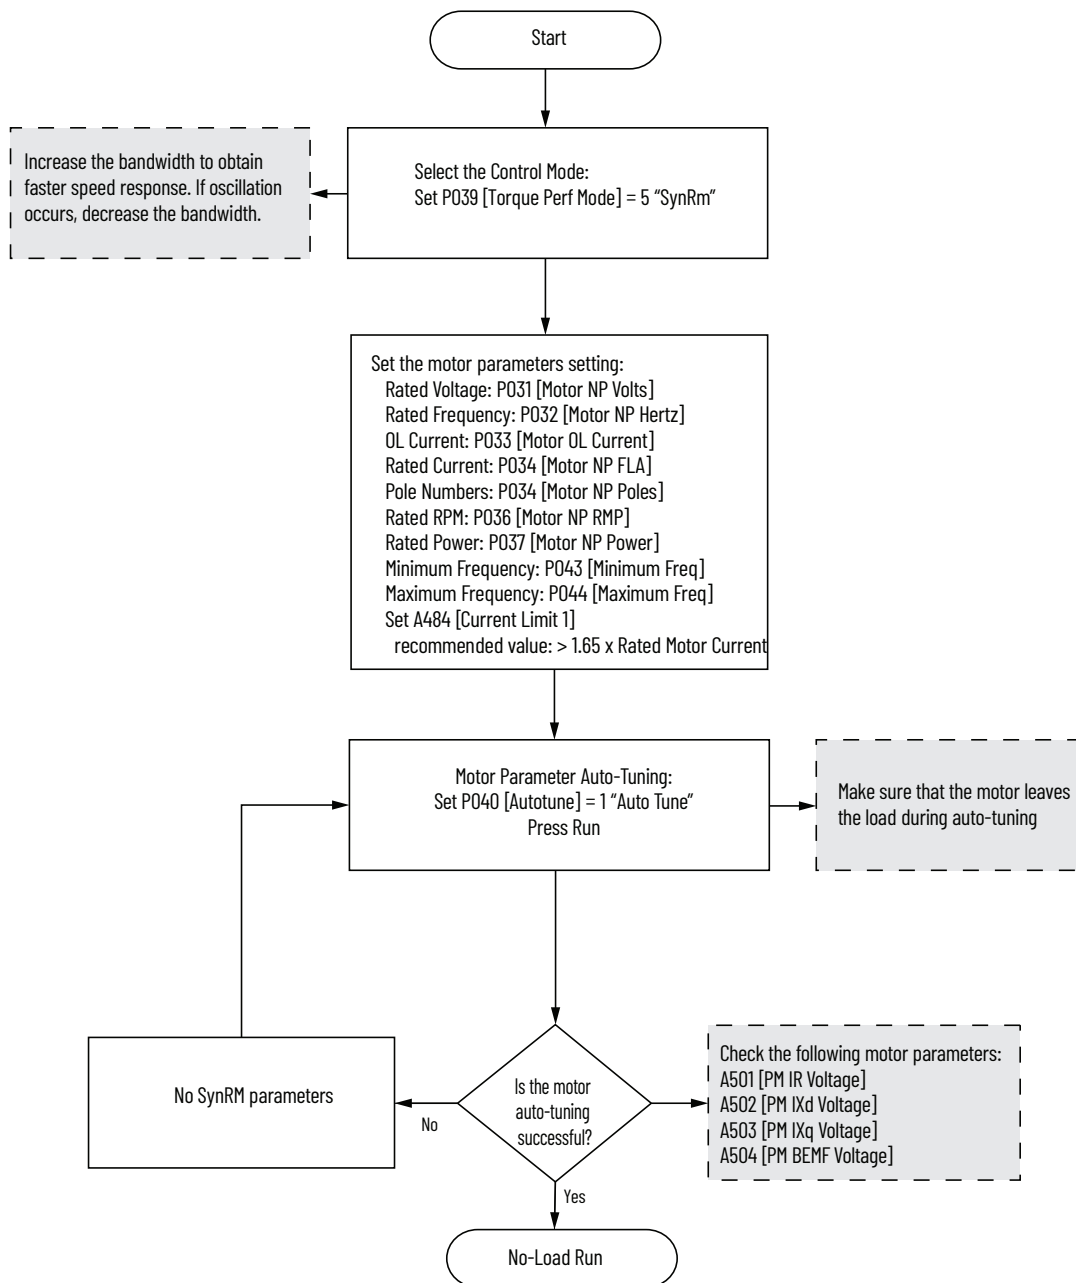 Start
Increase the bandwidth to obtain
faster speed response. If oscillation
occurs, decrease the bandwidth.
Select the Control Mode:
Set P039 [Torque Perf Mode] = 5 “SynRm”
Set the motor parameters setting:
Rated Voltage: P031 [Motor NP Volts]
Rated Frequency: P032 [Motor NP Hertz]
OL Current: P033 [Motor OL Current]
Rated Current: P034 [Motor NP FLA]
Pole Numbers: P034 [Motor NP Poles]
Rated RPM: P036 [Motor NP RMP]
Rated Power: P037 [Motor NP Power]
Minimum Frequency: P043 [Minimum Freq]
Maximum Frequency: P044 [Maximum Freq]
Set A484 [Current Limit 1]
recommended value: > 1.65 x Rated Motor Current
Motor Parameter Auto-Tuning:
Set P040 [Autotune] = 1 “Auto Tune”
Press Run
Make sure that the motor leaves
the load during auto-tuning
No SynRM parameters
No
Is the motor
auto-tuning
successful?
Check the following motor parameters:
A501 [PM IR Voltage]
A502 [PM IXd Voltage]
A503 [PM IXq Voltage]
A504 [PM BEMF Voltage]
Yes
No-Load Run